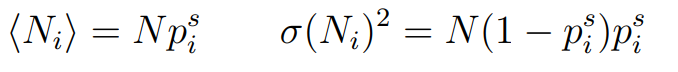 ⟨N_i⟩ = Np_i^s    σ(N_i)^2 = N(1 − p_i^s)p_i^s